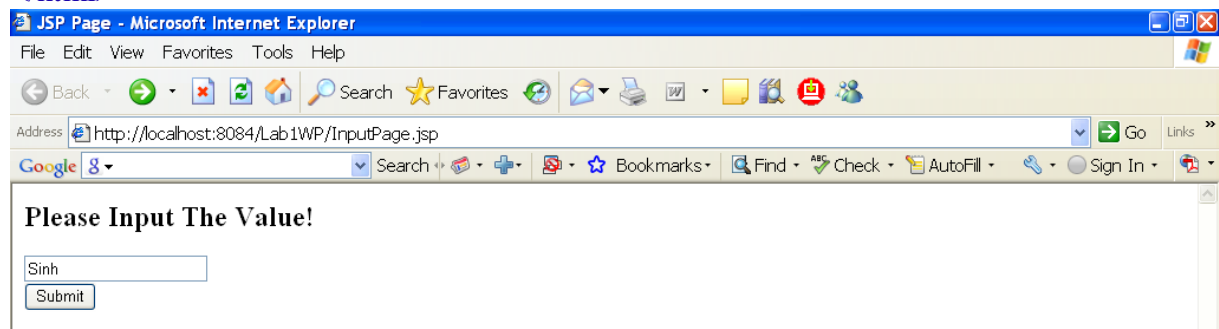 JSP Page - Microsoft Internet Explorer
File Edit View Favorites Tools Help
Back Search Favorites
Address http://localhost:8084/Lab1WP/InputPage.jsp Go Links »
Google Search Bookmarks Find Check AutoFill Sign In
Please Input The Value!
Sinh
Submit